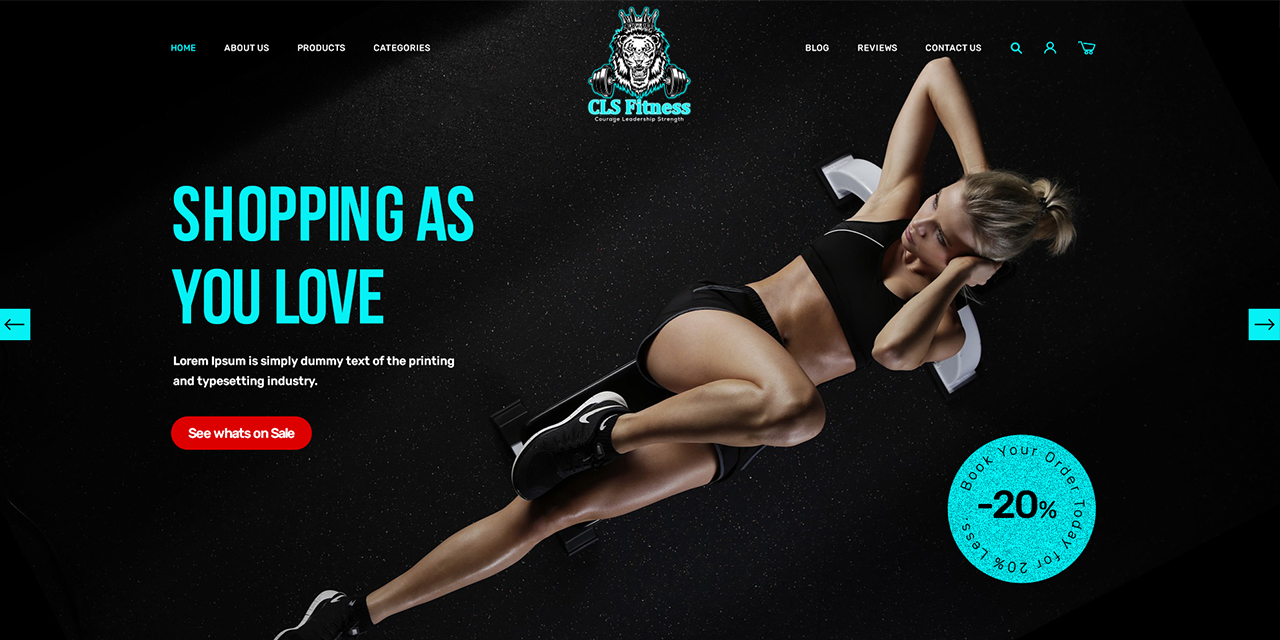 HOME
ABOUT US
PRODUCTS
CATEGORIES
CLS Fitness
Courage Leadership Strength
BLOG
REVIEWS
CONTACT US
SHOPPING AS
YOU LOVE
Lorem Ipsum is simply dummy text of the printing
and typesetting industry.
See whats on Sale
Book Your Order Today for 20% Less.
-20%